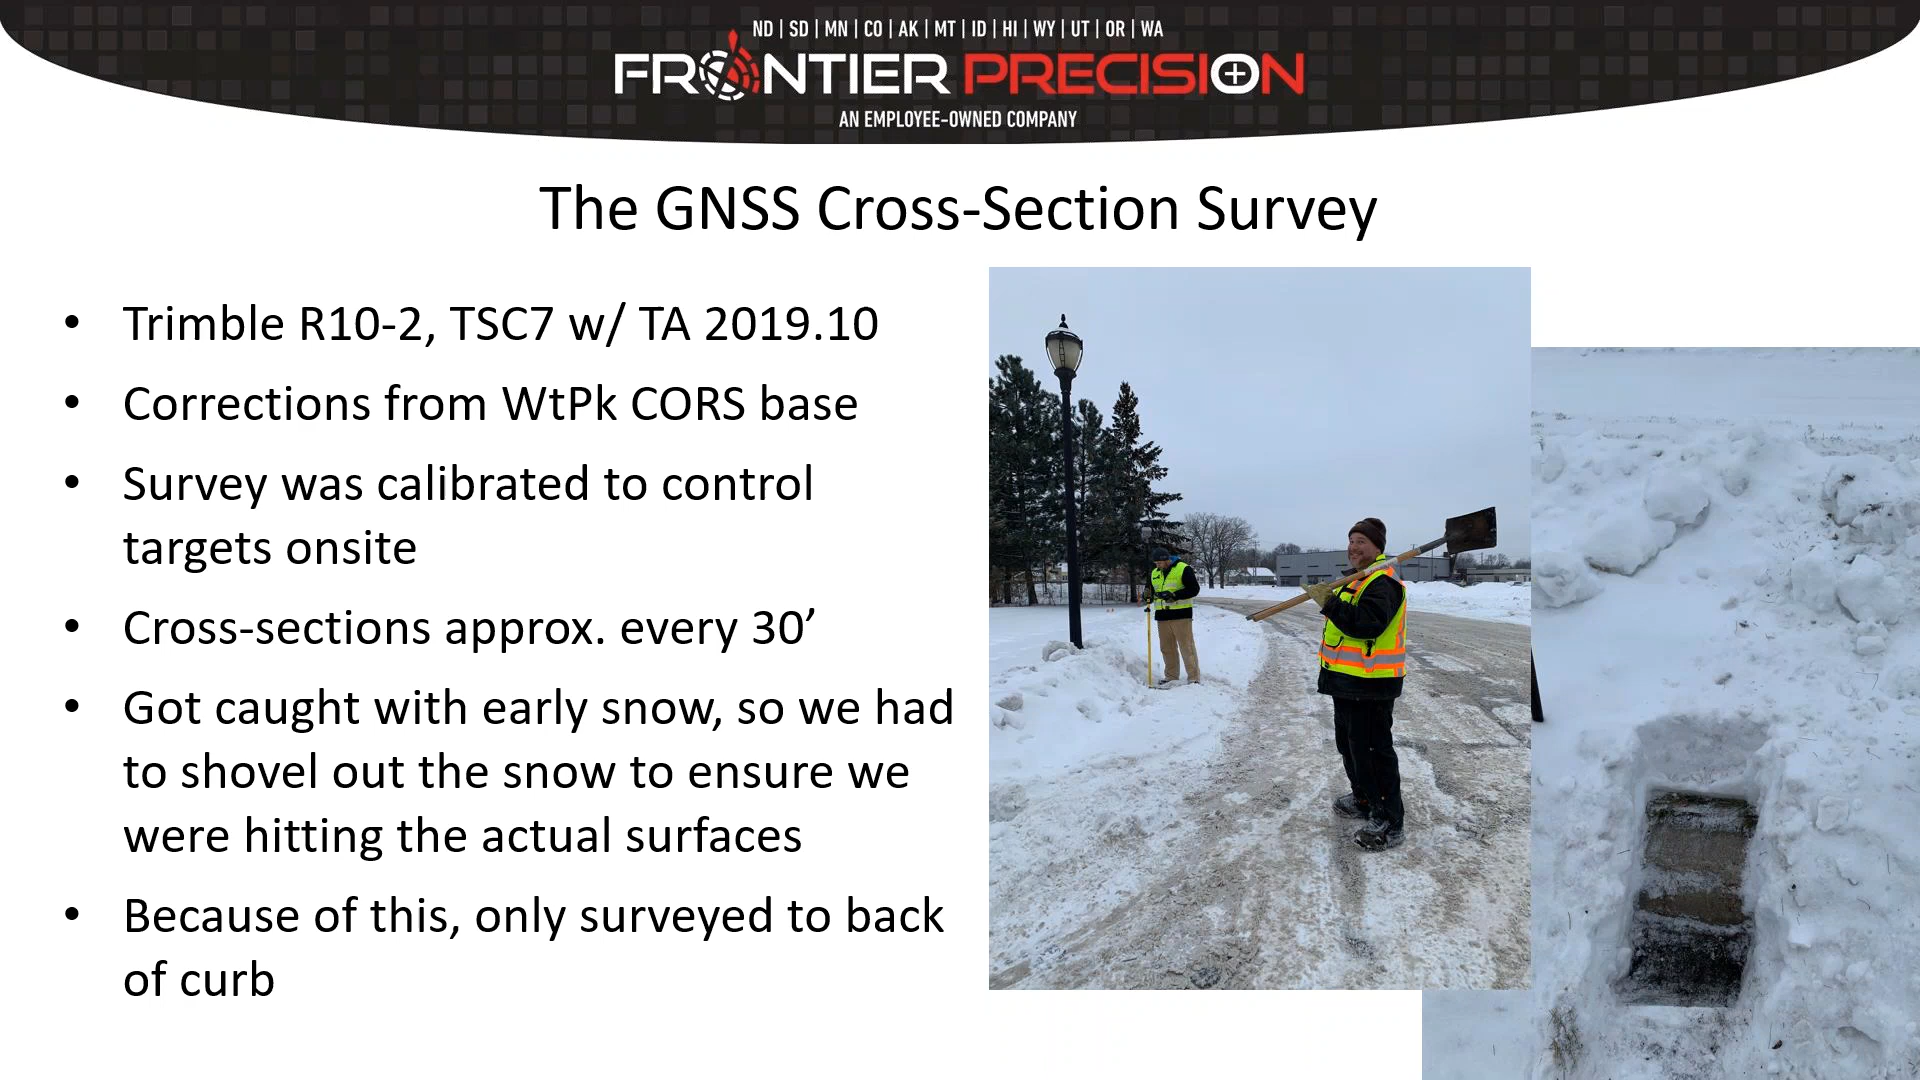 ND | SD | MN | CO | AK | MT | ID | HI | WY | UT | OR | WA
FRONTIER PRECISION
AN EMPLOYEE-OWNED COMPANY
The GNSS Cross-Section Survey
• Trimble R10-2, TSC7 w/ TA 2019.10
• Corrections from WtPk CORS base
• Survey was calibrated to control
targets onsite
• Cross-sections approx. every 30’
• Got caught with early snow, so we had
to shovel out the snow to ensure we
were hitting the actual surfaces
• Because of this, only surveyed to back
of curb